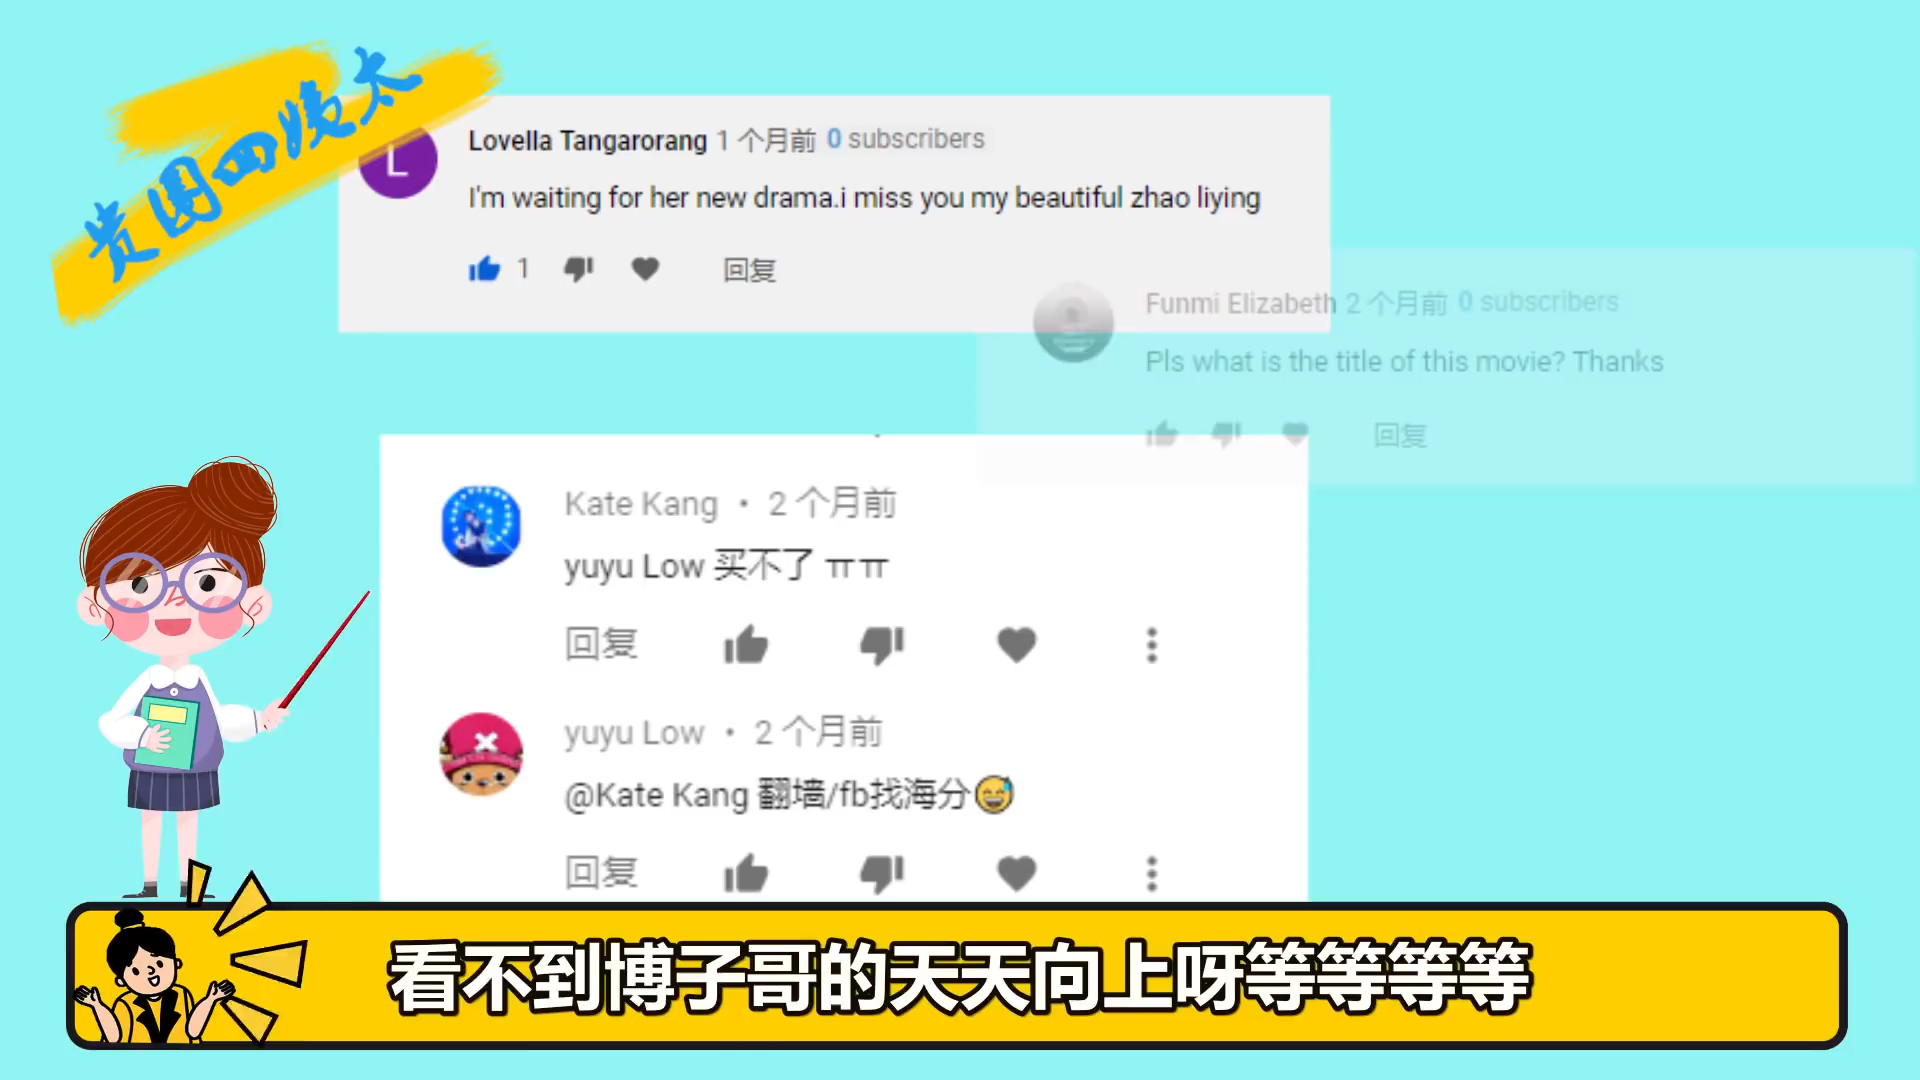 贵圈四姨太
L
Lovella Tangarorang 1 个月前 0 subscribers
I'm waiting for her new drama.i miss you my beautiful zhao liying
1 回复
Funmi Elizabeth 2 个月前 0 subscribers
Pls what is the title of this movie? Thanks
回复
Kate Kang • 2 个月前
yuyu Low 买不了 ㅠㅠ
回复
yuyu Low • 2 个月前
@Kate Kang 翻墙/fb找海分😅
回复
看不到博子哥的天天向上呀等等等等